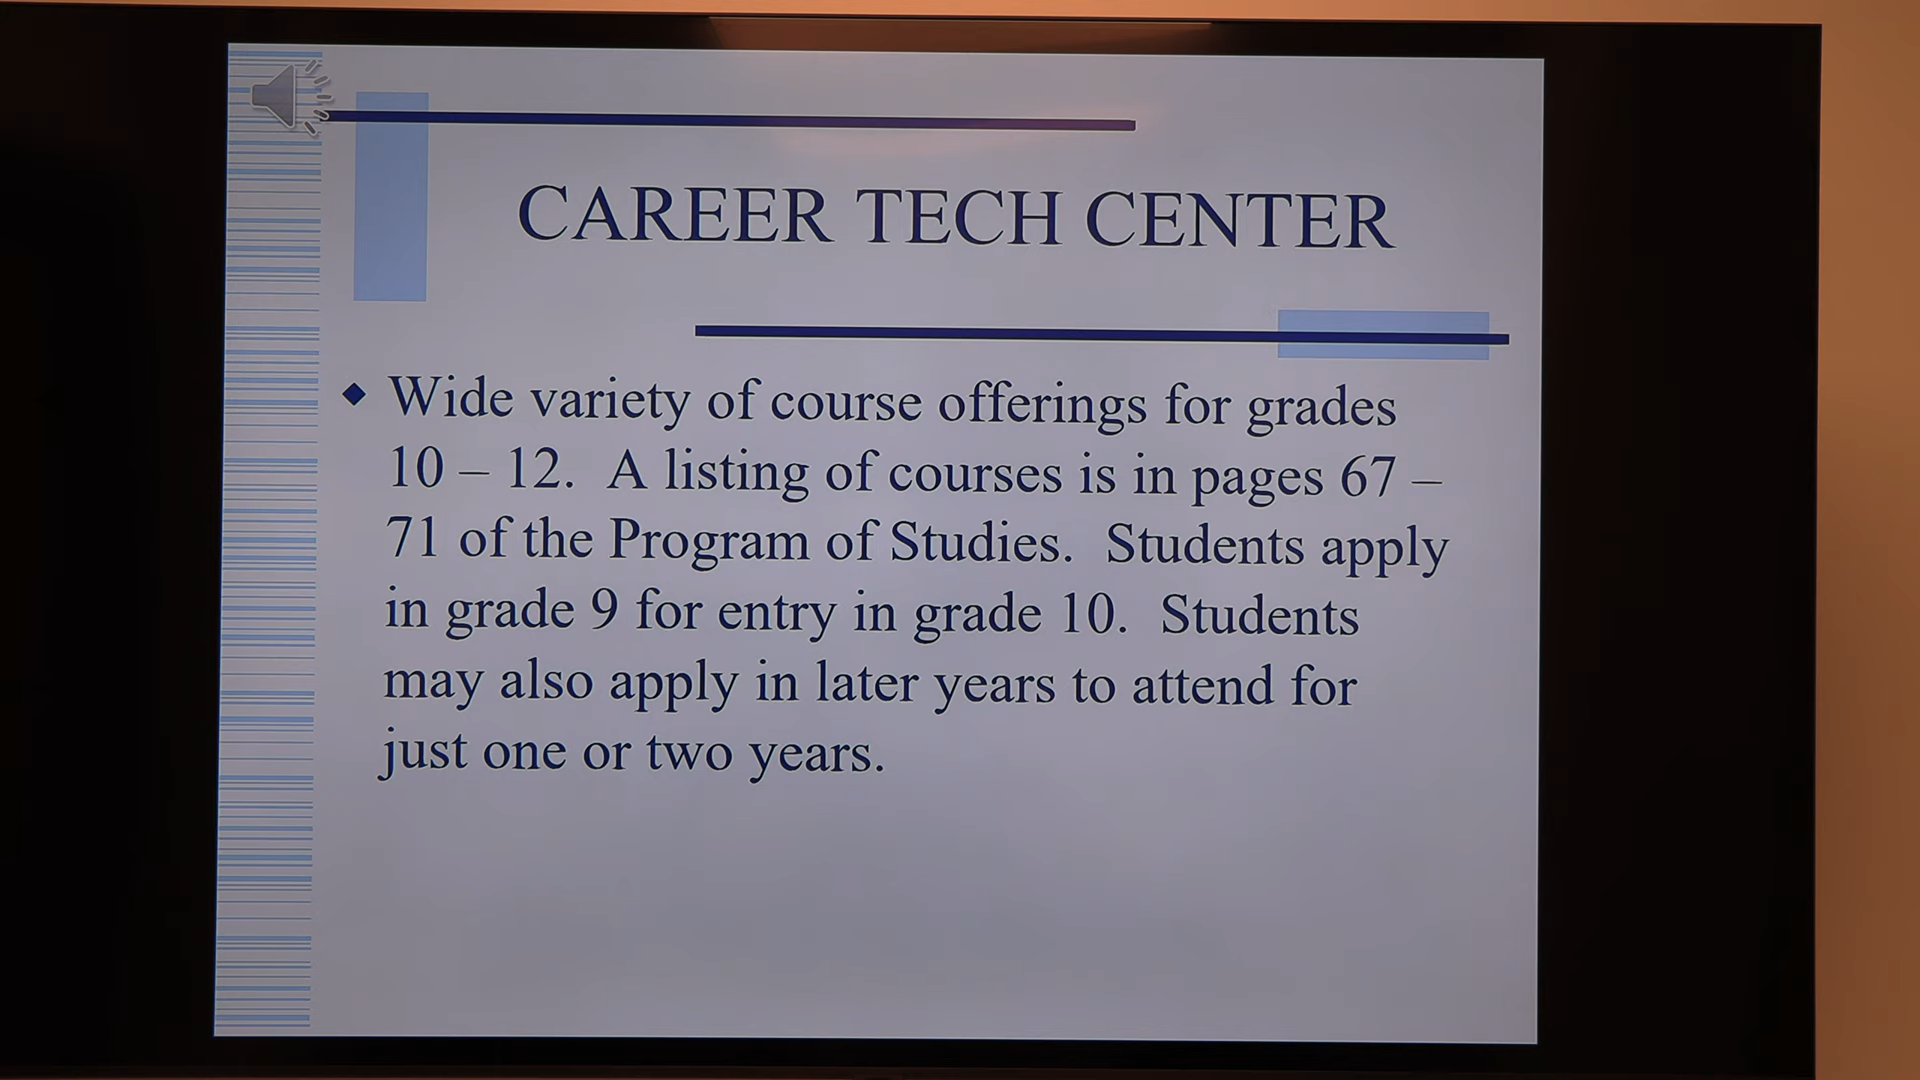 CAREER TECH CENTER
Wide variety of course offerings for grades
10 – 12.  A listing of courses is in pages 67 –
71 of the Program of Studies.  Students apply
in grade 9 for entry in grade 10.  Students
may also apply in later years to attend for
just one or two years.